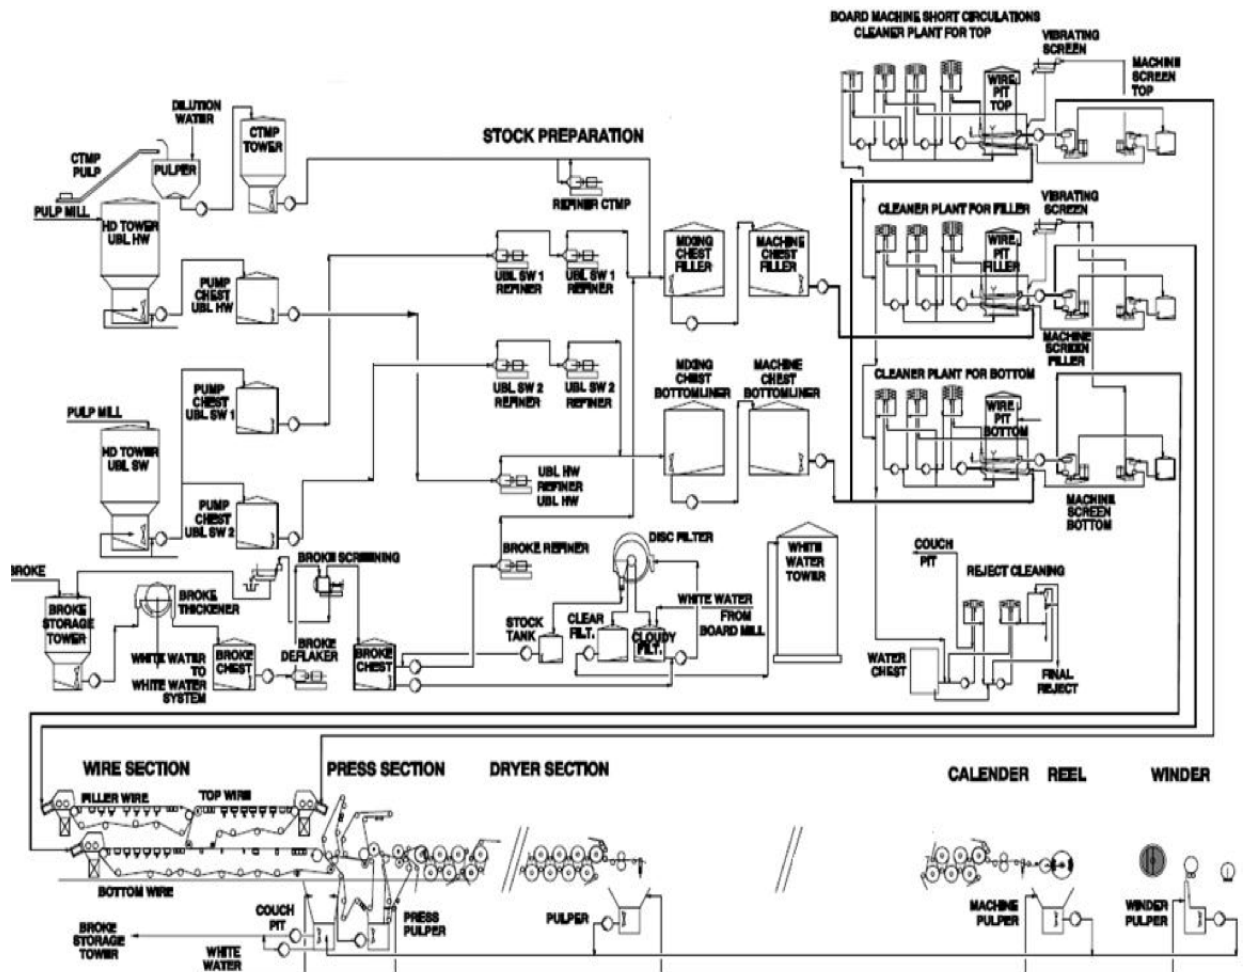 BOARD MACHINE SHORT CIRCULATIONS
CLEANER PLANT FOR TOP
VIBRATING
SCREEN
MACHINE
SCREEN
TOP
WIRE
PIT
TOP
DILUTION
WATER
CTMP
TOWER
STOCK PREPARATION
CTMP
PULP
PULPER
REFINER CTMP
PULP MILL
HD TOWER
UBL HW
CLEANER PLANT FOR FILLER
VIBRATING
SCREEN
WIRE
PIT
FILLER
MIXING
CHEST
FILLER
MACHINE
CHEST
FILLER
PUMP
CHEST
UBL HW
UBL SW 1
REFINER
UBL SW 1
REFINER
MACHINE
SCREEN
FILLER
MIXING
CHEST
BOTTOMLINER
MACHINE
CHEST
BOTTOMLINER
CLEANER PLANT FOR BOTTOM
WIRE
PIT
BOTTOM
PUMP
CHEST
UBL SW 1
UBL SW 2
REFINER
UBL SW 2
REFINER
PULP MILL
HD TOWER
UBL SW
UBL HW
REFINER
UBL HW
PUMP
CHEST
UBL SW 2
MACHINE
SCREEN
BOTTOM
BROKE REFINER
DISC FILTER
WHITE
WATER
TOWER
COUCH
PIT
REJECT CLEANING
BROKE
BROKE SCREENING
BROKE
THICKENER
BROKE
STORAGE
TOWER
WHITE WATER
FROM
BOARD MILL
STOCK
TANK
CLEAR
FILT.
CLOUDY
FILT.
WHITE WATER
TO
WHITE WATER
SYSTEM
BROKE
CHEST
BROKE
DEFLAKER
BROKE
CHEST
WATER
CHEST
FINAL
REJECT
WIRE SECTION
PRESS SECTION
DRYER SECTION
CALENDER
REEL
WINDER
FILLER WIRE
TOP WIRE
BOTTOM WIRE
COUCH
PIT
PRESS
PULPER
PULPER
MACHINE
PULPER
WINDER
PULPER
BROKE
STORAGE
TOWER
WHITE
WATER